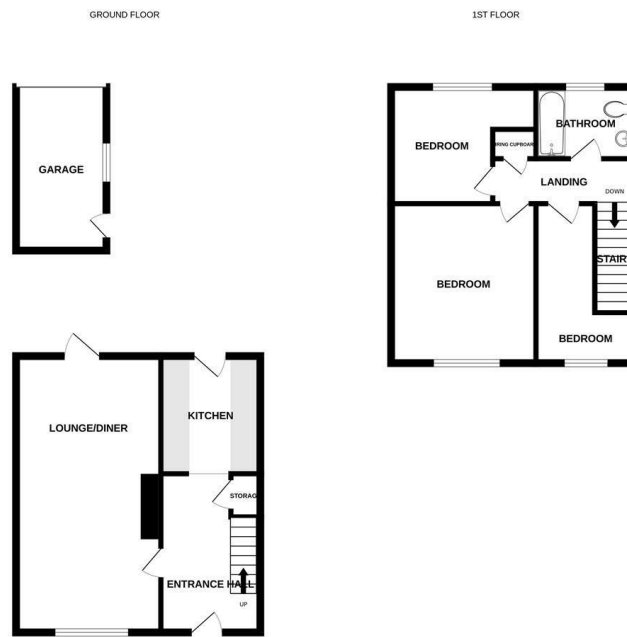 GROUND FLOOR
1ST FLOOR
GARAGE
BEDROOM
BATHROOM
LANDING
DOWN
BEDROOM
BEDROOM
LOUNGE/DINER
KITCHEN
ENTRANCE HALL
UP